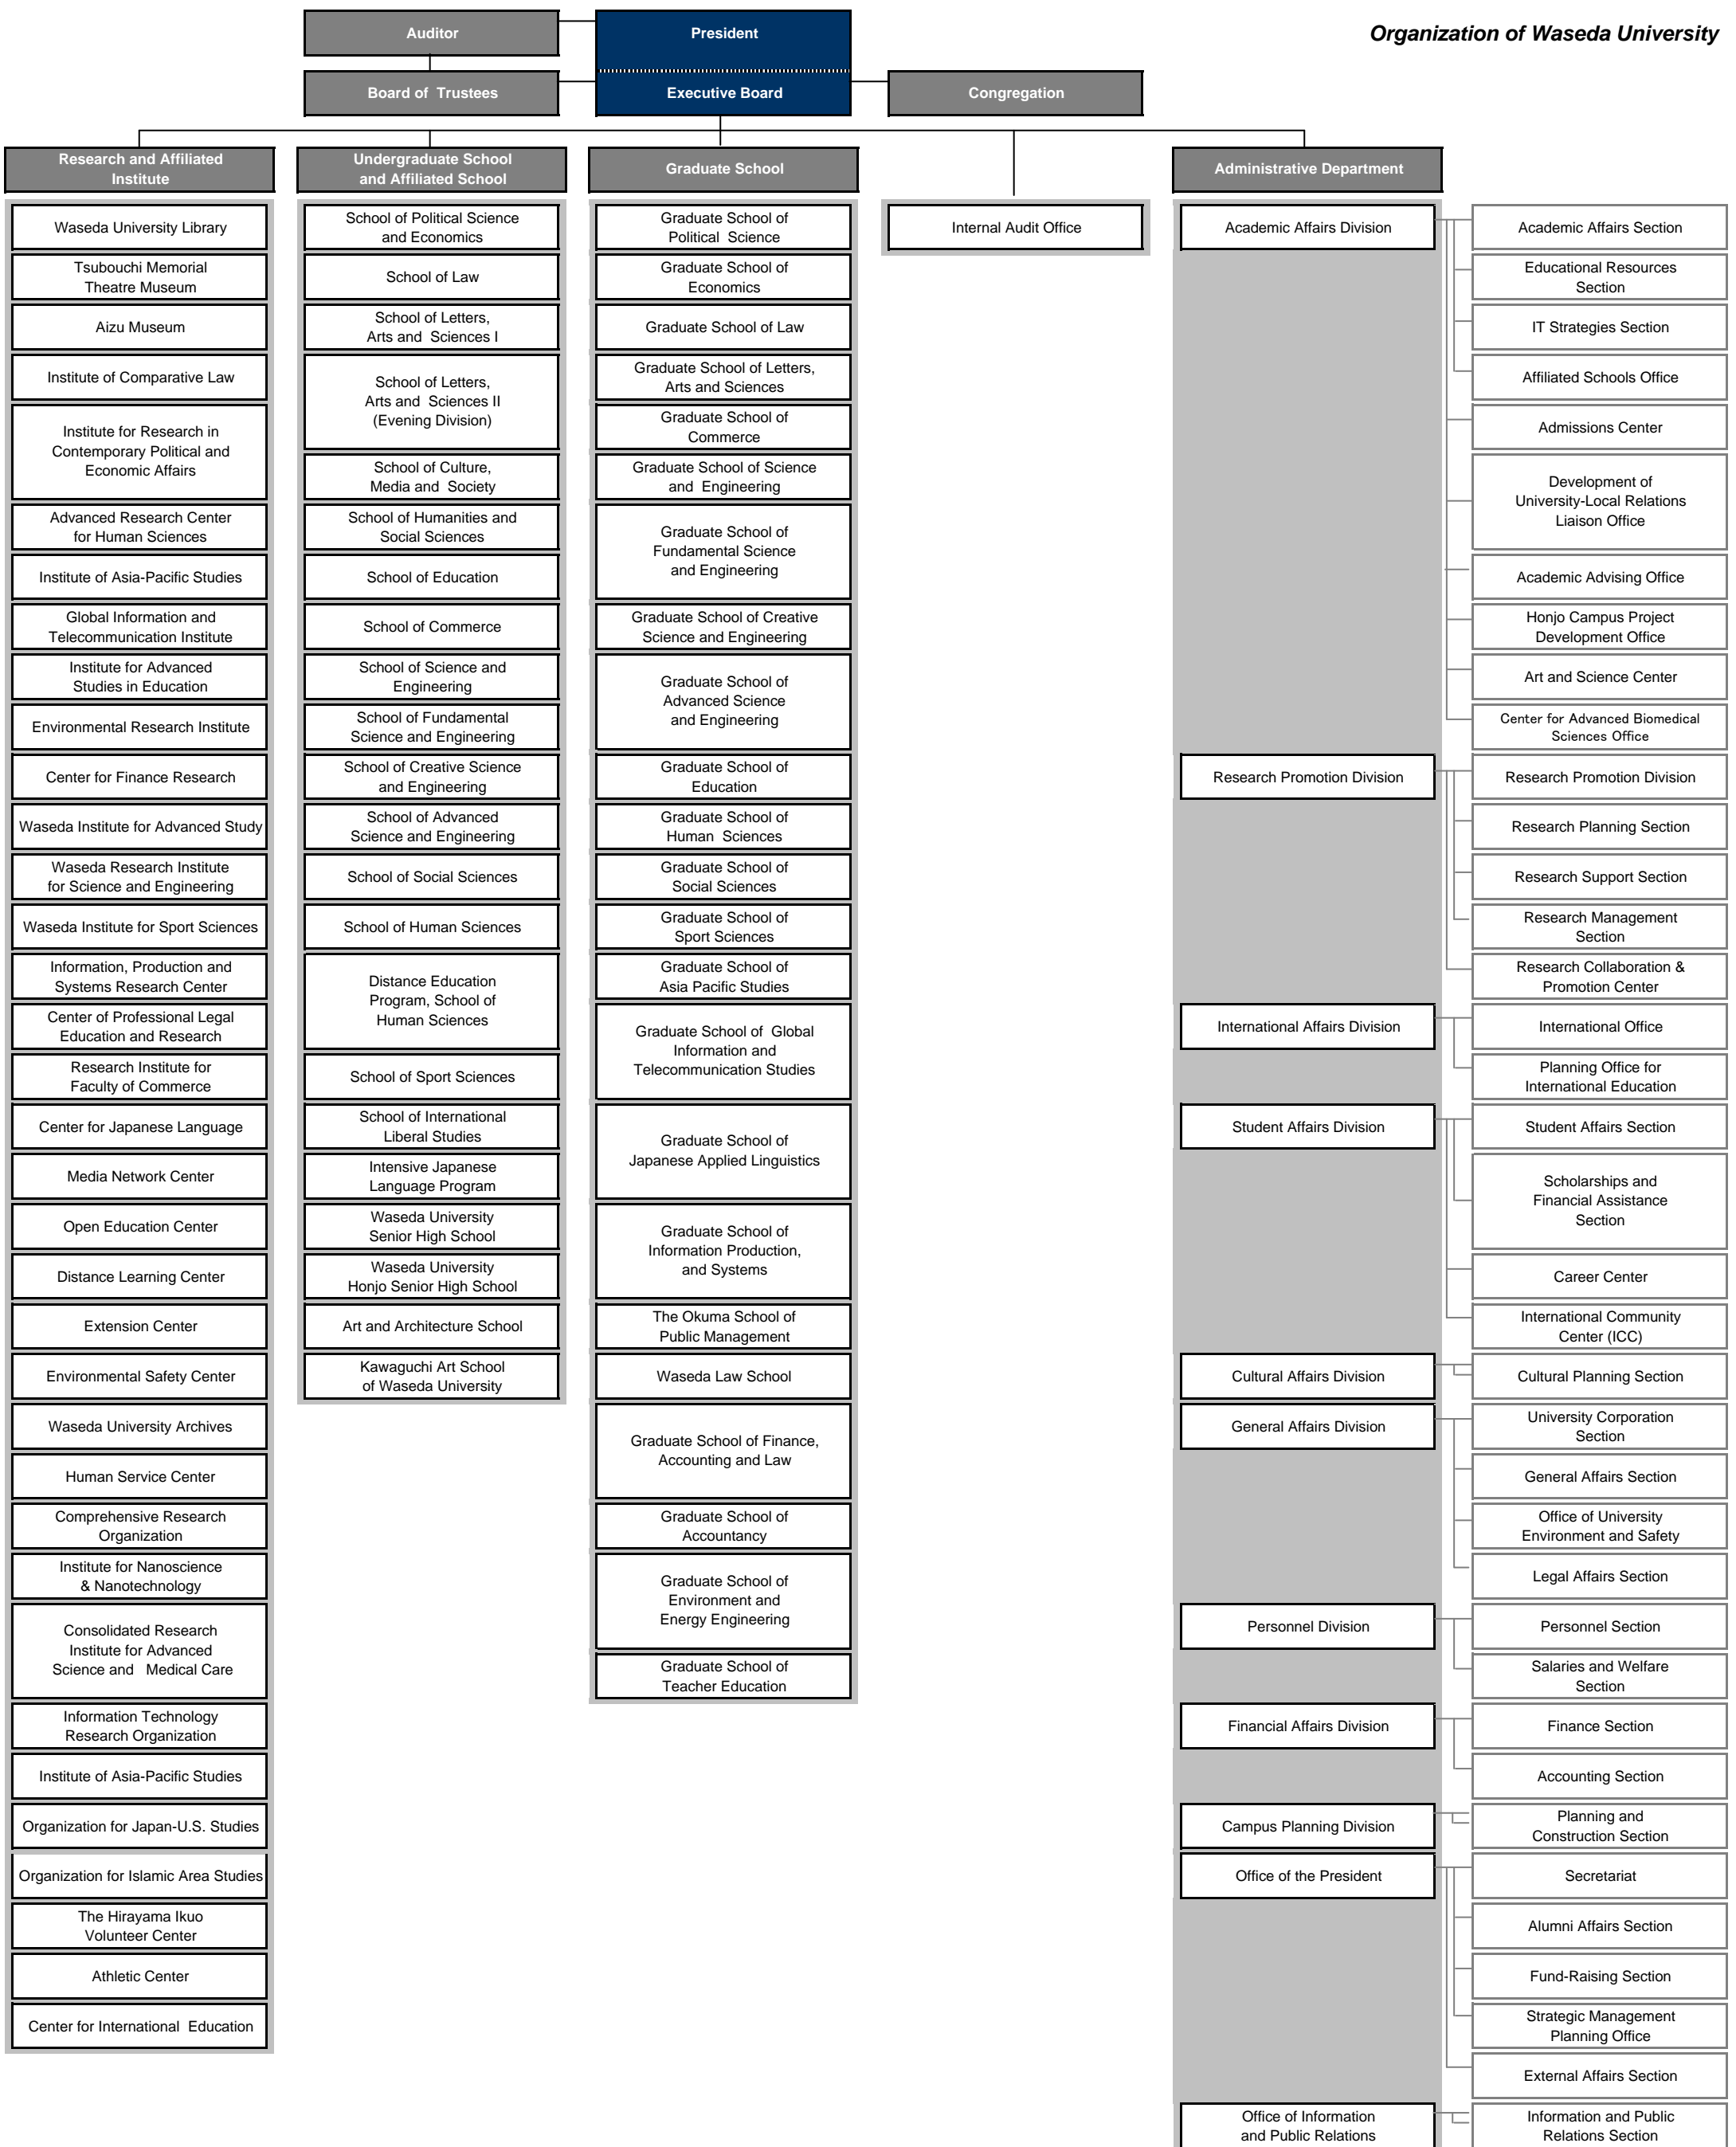 Organization of Waseda University
Auditor
President
Board of Trustees
Executive Board
Congregation
Research and Affiliated
Institute
Waseda University Library
Tsubouchi Memorial
Theatre Museum
Aizu Museum
Institute of Comparative Law
Institute for Research in
Contemporary Political and
Economic Affairs
Advanced Research Center
for Human Sciences
Institute of Asia-Pacific Studies
Global Information and
Telecommunication Institute
Institute for Advanced
Studies in Education
Environmental Research Institute
Center for Finance Research
Waseda Institute for Advanced Study
Waseda Research Institute
for Science and Engineering
Waseda Institute for Sport Sciences
Information, Production and
Systems Research Center
Center of Professional Legal
Education and Research
Research Institute for
Faculty of Commerce
Center for Japanese Language
Media Network Center
Open Education Center
Distance Learning Center
Extension Center
Environmental Safety Center
Waseda University Archives
Human Service Center
Comprehensive Research
Organization
Institute for Nanoscience
& Nanotechnology
Consolidated Research
Institute for Advanced
Science and Medical Care
Information Technology
Research Organization
Institute of Asia-Pacific Studies
Organization for Japan-U.S. Studies
Organization for Islamic Area Studies
The Hirayama Ikuo
Volunteer Center
Athletic Center
Center for International Education
Undergraduate School
and Affiliated School
School of Political Science
and Economics
School of Law
School of Letters,
Arts and Sciences I
School of Letters,
Arts and Sciences II
(Evening Division)
School of Culture,
Media and Society
School of Humanities and
Social Sciences
School of Education
School of Commerce
School of Science and
Engineering
School of Fundamental
Science and Engineering
School of Creative Science
and Engineering
School of Advanced
Science and Engineering
School of Social Sciences
School of Human Sciences
Distance Education
Program, School of
Human Sciences
School of Sport Sciences
School of International
Liberal Studies
Intensive Japanese
Language Program
Waseda University
Senior High School
Waseda University
Honjo Senior High School
Art and Architecture School
Kawaguchi Art School
of Waseda University
Graduate School
Graduate School of
Political Science
Graduate School of
Economics
Graduate School of Law
Graduate School of Letters,
Arts and Sciences
Graduate School of
Commerce
Graduate School of Science
and Engineering
Graduate School of
Fundamental Science
and Engineering
Graduate School of Creative
Science and Engineering
Graduate School of
Advanced Science
and Engineering
Graduate School of
Education
Graduate School of
Human Sciences
Graduate School of
Social Sciences
Graduate School of
Sport Sciences
Graduate School of
Asia Pacific Studies
Graduate School of Global
Information and
Telecommunication Studies
Graduate School of
Japanese Applied Linguistics
Graduate School of
Information Production,
and Systems
The Okuma School of
Public Management
Waseda Law School
Graduate School of Finance,
Accounting and Law
Graduate School of
Accountancy
Graduate School of
Environment and
Energy Engineering
Graduate School of
Teacher Education
Internal Audit Office
Administrative Department
Academic Affairs Division
Academic Affairs Section
Educational Resources
Section
IT Strategies Section
Affiliated Schools Office
Admissions Center
Development of
University-Local Relations
Liaison Office
Academic Advising Office
Honjo Campus Project
Development Office
Art and Science Center
Center for Advanced Biomedical
Sciences Office
Research Promotion Division
Research Promotion Division
Research Planning Section
Research Support Section
Research Management
Section
Research Collaboration &
Promotion Center
International Affairs Division
International Office
Planning Office for
International Education
Student Affairs Division
Student Affairs Section
Scholarships and
Financial Assistance
Section
Career Center
International Community
Center (ICC)
Cultural Affairs Division
Cultural Planning Section
General Affairs Division
University Corporation
Section
General Affairs Section
Office of University
Environment and Safety
Legal Affairs Section
Personnel Division
Personnel Section
Salaries and Welfare
Section
Financial Affairs Division
Finance Section
Accounting Section
Campus Planning Division
Planning and
Construction Section
Office of the President
Secretariat
Alumni Affairs Section
Fund-Raising Section
Strategic Management
Planning Office
External Affairs Section
Office of Information
and Public Relations
Information and Public
Relations Section